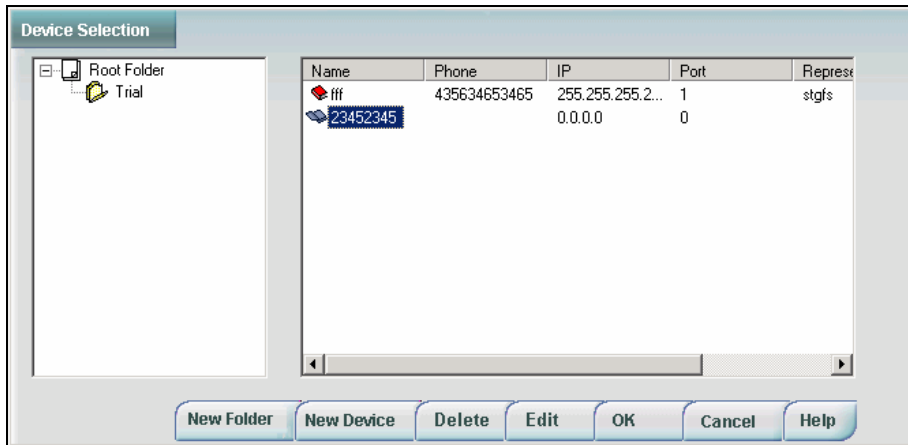 Device Selection
Root Folder
Trial
Name Phone IP Port Represe
fff 435634653465 255.255.255.2... 1 stgfs
23452345 0.0.0.0 0
New Folder New Device Delete Edit OK Cancel Help